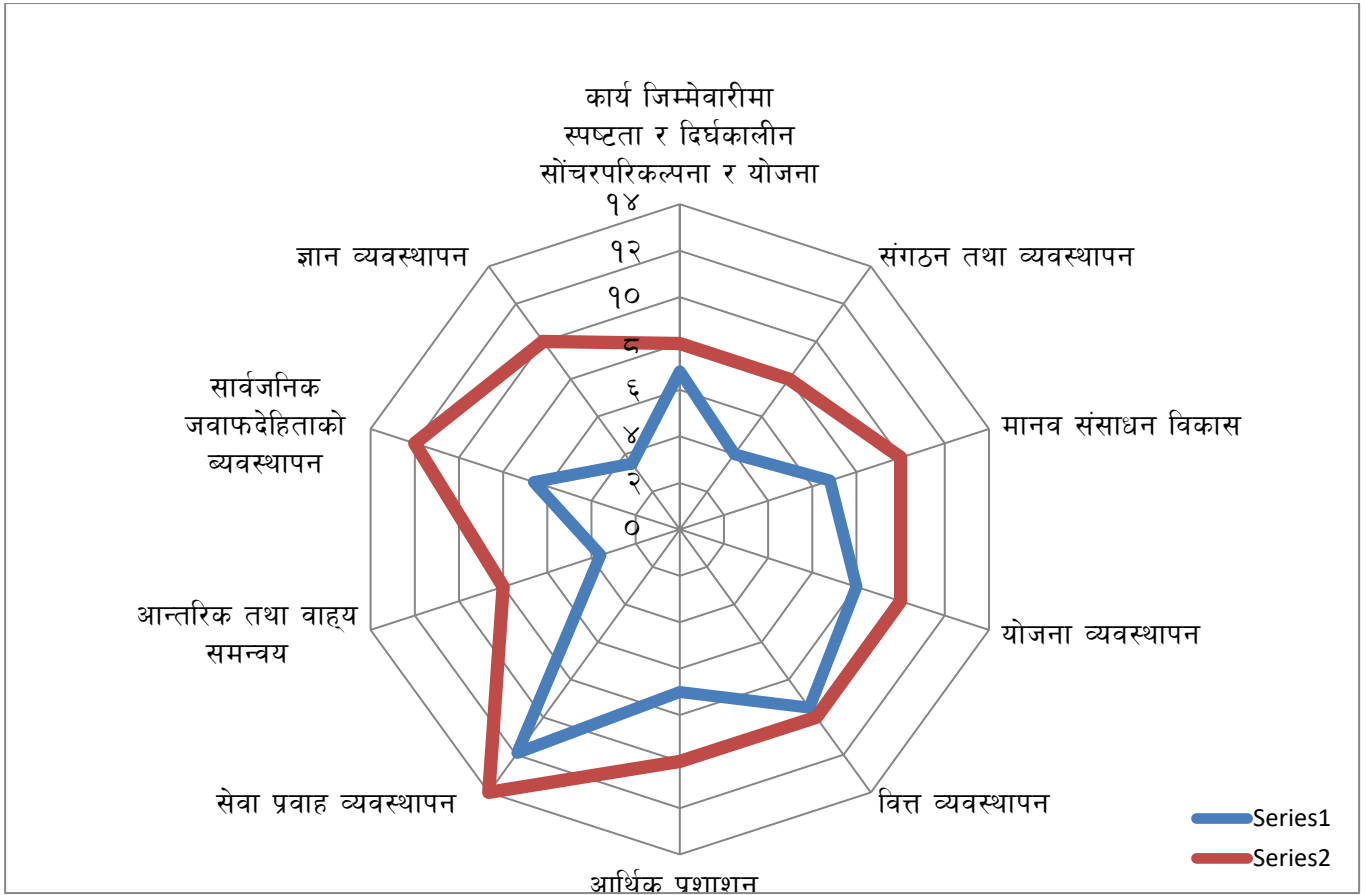 कार्य जिम्मेवारीमा
स्पष्टता र दिर्घकालीन
सोंचरपरिकल्पना र योजना
१४
१२
१०
८
६
४
२
०
संगठन तथा व्यवस्थापन
मानव संसाधन विकास
योजना व्यवस्थापन
वित्त व्यवस्थापन
आर्थिक प्रशाशन
सेवा प्रवाह व्यवस्थापन
आन्तरिक तथा वाह्य
समन्वय
सार्वजनिक
जवाफदेहिताको
ब्यवस्थापन
ज्ञान व्यवस्थापन
Series1
Series2